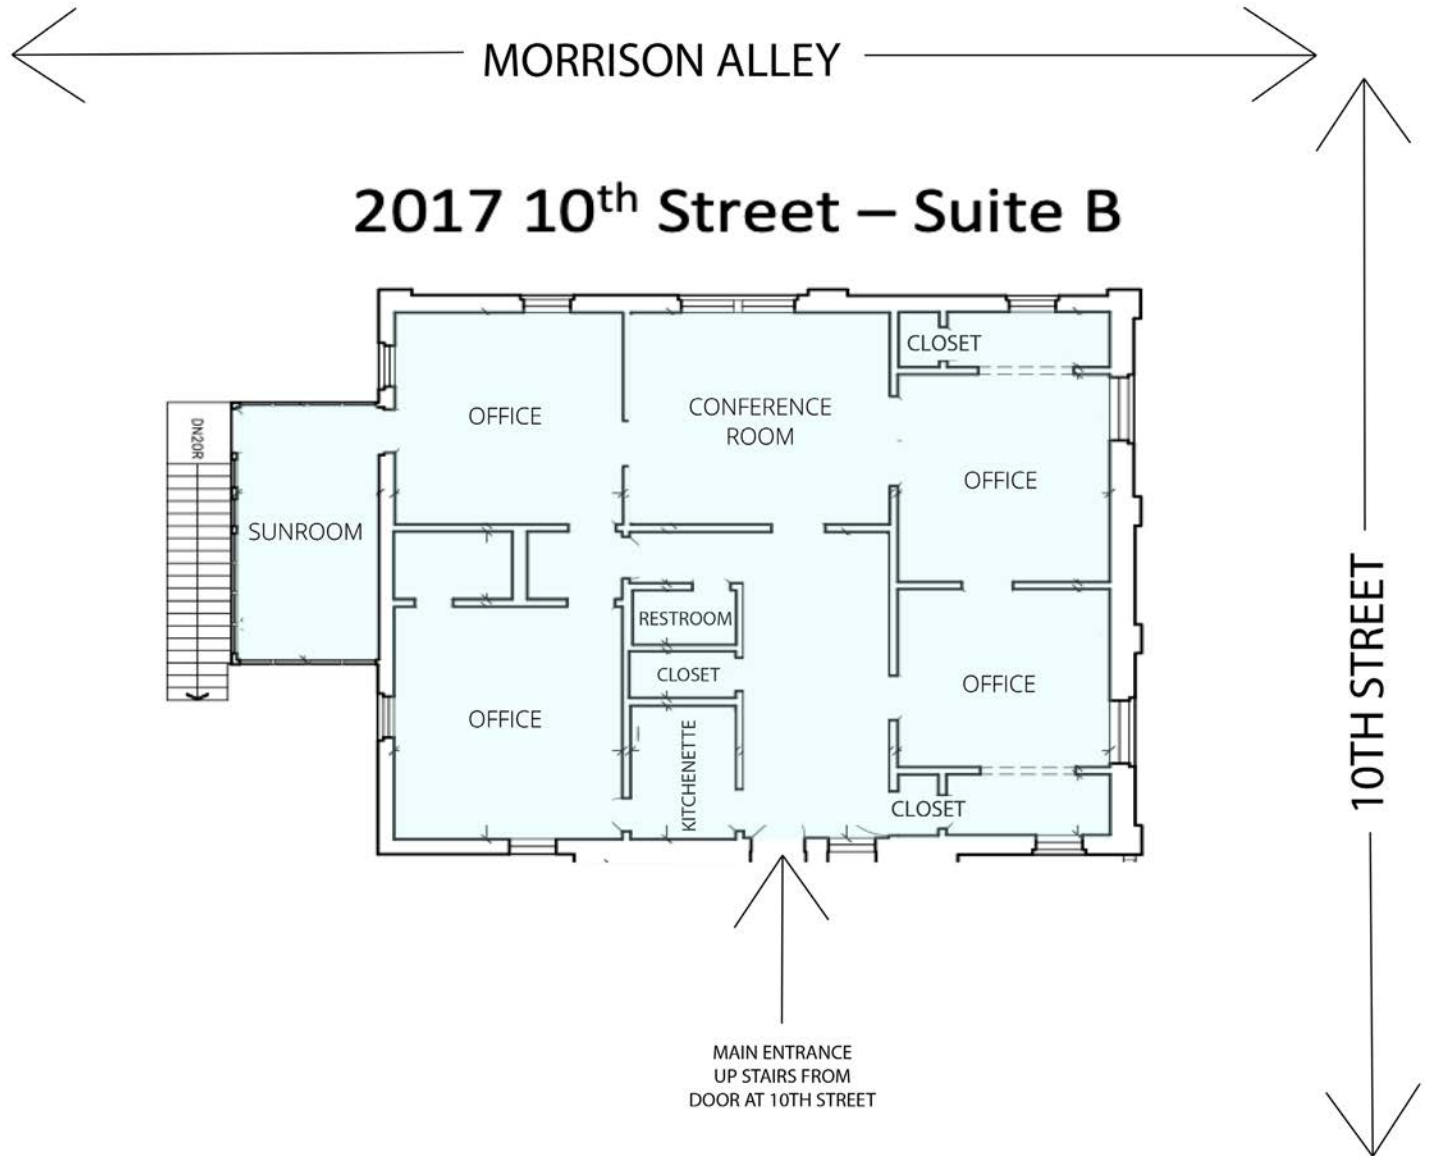 MORRISON ALLEY
2017 10th Street – Suite B
CLOSET
OFFICE
CONFERENCE
ROOM
OFFICE
DN20R
SUNROOM
RESTROOM
CLOSET
OFFICE
OFFICE
KITCHENETTE
CLOSET
10TH STREET
MAIN ENTRANCE
UP STAIRS FROM
DOOR AT 10TH STREET